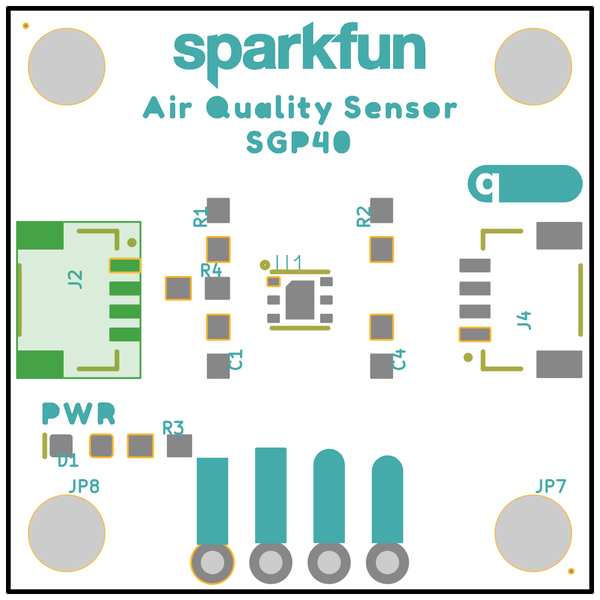 sparkfun
Air Quality Sensor
SGP40
q
R1
R2
U1
J2
R4
J4
C1
C4
PWR
R3
D1
JP8
JP7